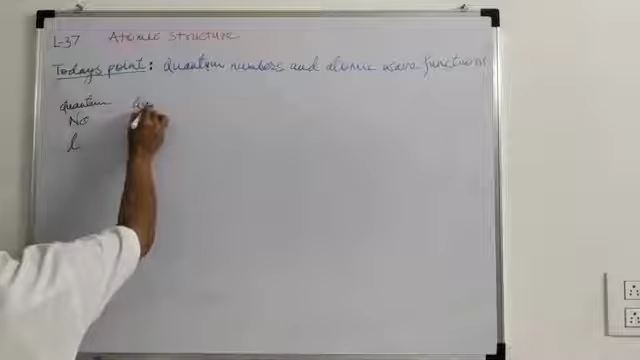 L-37 Atomic Structure
Todays point: quantum numbers and atomic wave functions
quantum
No
l